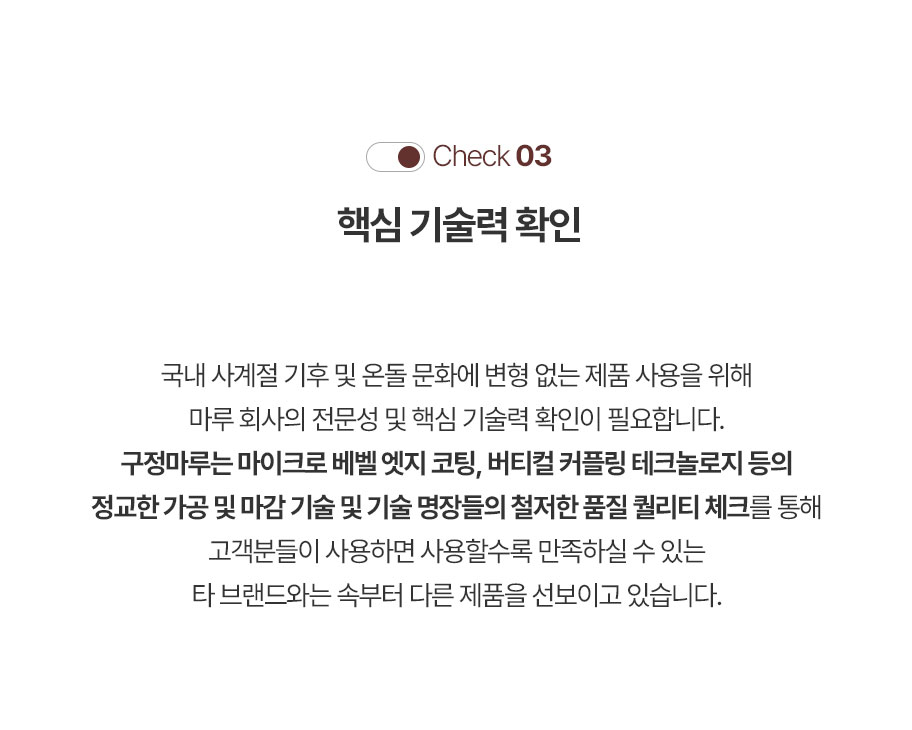 Check 03
핵심 기술력 확인
국내 사계절 기후 및 온돌 문화에 변형 없는 제품 사용을 위해
마루 회사의 전문성 및 핵심 기술력 확인이 필요합니다.
구정마루는 마이크로 베벨 엣지 코팅, 버티컬 커플링 테크놀로지 등의
정교한 가공 및 마감 기술 및 기술 명장들의 철저한 품질 퀄리티 체크를 통해
고객분들이 사용하면 사용할수록 만족하실 수 있는
타 브랜드와는 속부터 다른 제품을 선보이고 있습니다.